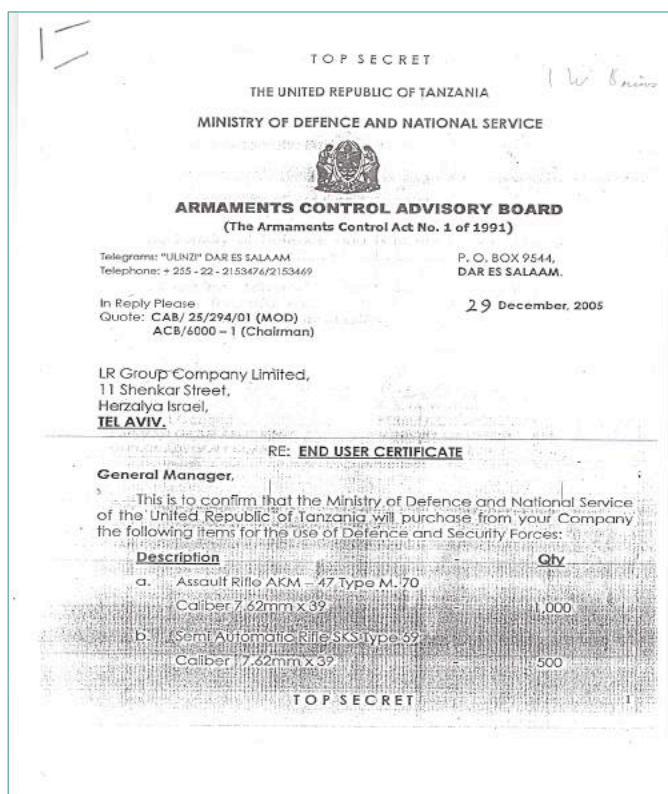 TOP SECRET
THE UNITED REPUBLIC OF TANZANIA
MINISTRY OF DEFENCE AND NATIONAL SERVICE
ARMAMENTS CONTROL ADVISORY BOARD
(The Armaments Control Act No. 1 of 1991)
Telegrams: "ULINZI" DAR ES SALAAM
Telephone: + 255 - 22 - 2153476/2153469
P. O. BOX 9544,
DAR ES SALAAM.
In Reply Please
Quote: CAB/ 25/294/01 (MOD)
ACB/6000 – 1 (Chairman)
29 December, 2005
LR Group Company Limited,
11 Shenkar Street,
Herzalya Israel,
TEL AVIV.
RE: END USER CERTIFICATE
General Manager,
This is to confirm that the Ministry of Defence and National Service
of the United Republic of Tanzania will purchase from your Company
the following items for the use of Defence and Security Forces:
Description - Qty
a. Assault Rifle AKM – 47 Type M.70
Caliber 7.62mm x 39 - 1,000
b. Semi Automatic Rifle SKS Type 59
Caliber 7.62mm x 39 - 500
TOP SECRET 1